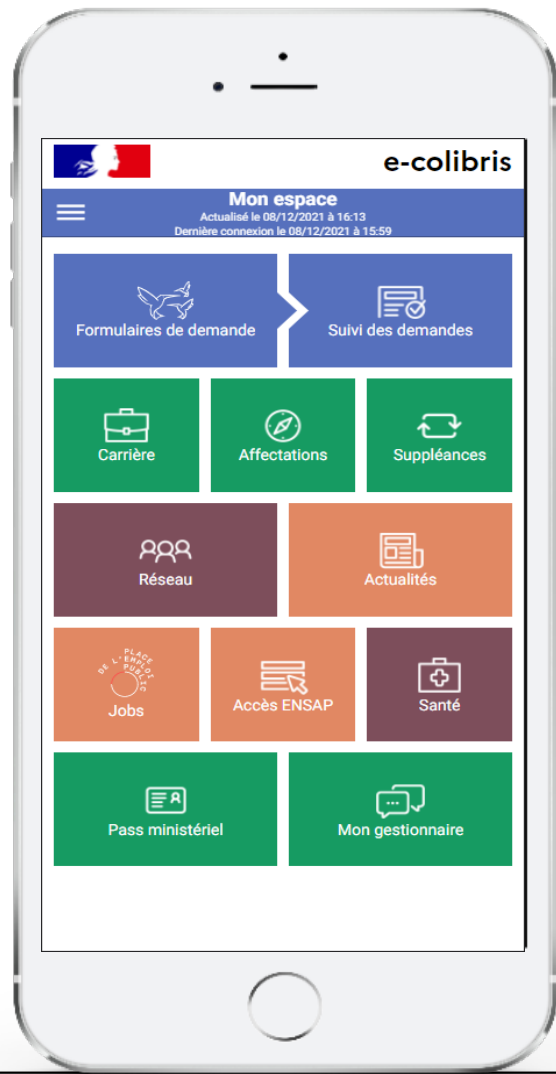 e-colibris
Mon espace
Actualisé le 08/12/2021 à 16:13
Dernière connexion le 08/12/2021 à 15:59
Formulaires de demande
Suivi des demandes
Carrière
Affectations
Suppléances
Réseau
Actualités
PLACE
DE L'EMPLOI
PUBLIC
Jobs
Accès ENSAP
Santé
Pass ministériel
Mon gestionnaire